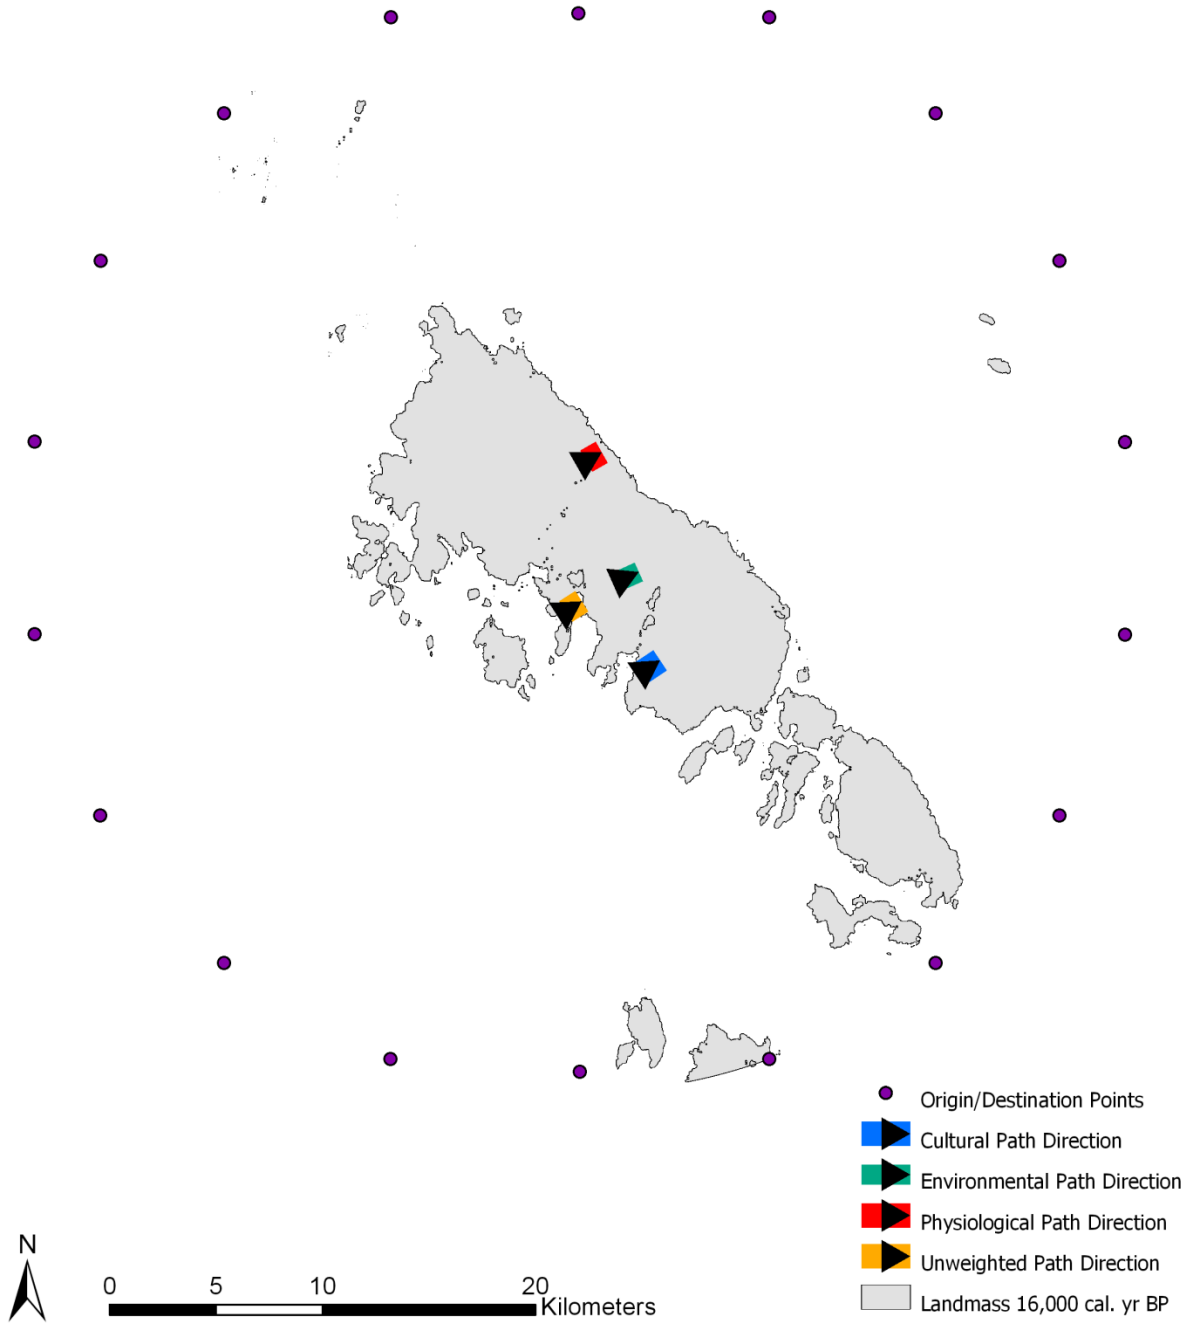 Origin/Destination Points
Cultural Path Direction
Environmental Path Direction
Physiological Path Direction
Unweighted Path Direction
Landmass 16,000 cal. yr BP
N
0 5 10 20
Kilometers